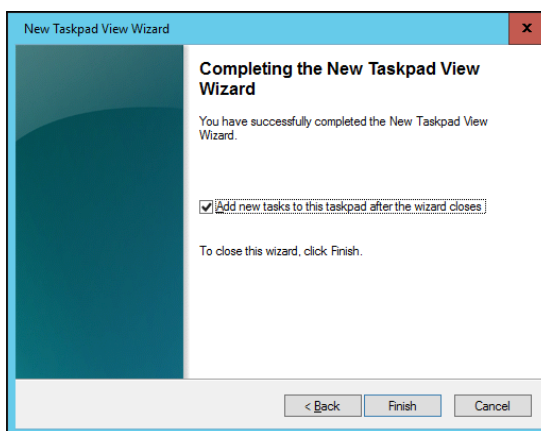 New Taskpad View Wizard
x
Completing the New Taskpad View
Wizard
You have successfully completed the New Taskpad View
Wizard.
Add new tasks to this taskpad after the wizard closes
To close this wizard, click Finish.
< Back Finish Cancel